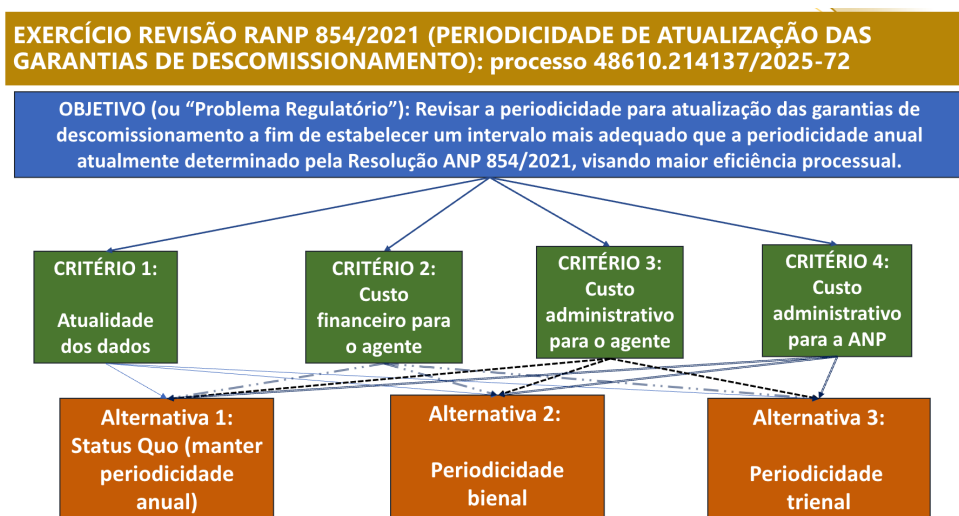 EXERCÍCIO REVISÃO RANP 854/2021 (PERIODICIDADE DE ATUALIZAÇÃO DAS
GARANTIAS DE DESCOMISSIONAMENTO): processo 48610.214137/2025-72
OBJETIVO (ou “Problema Regulatório”): Revisar a periodicidade para atualização das garantias de
descomissionamento a fim de estabelecer um intervalo mais adequado que a periodicidade anual
atualmente determinado pela Resolução ANP 854/2021, visando maior eficiência processual.
CRITÉRIO 1:
Atualidade
dos dados
CRITÉRIO 2:
Custo
financeiro para
o agente
CRITÉRIO 3:
Custo
administrativo
para o agente
CRITÉRIO 4:
Custo
administrativo
para a ANP
Alternativa 1:
Status Quo (manter
periodicidade
anual)
Alternativa 2:
Periodicidade
bienal
Alternativa 3:
Periodicidade
trienal